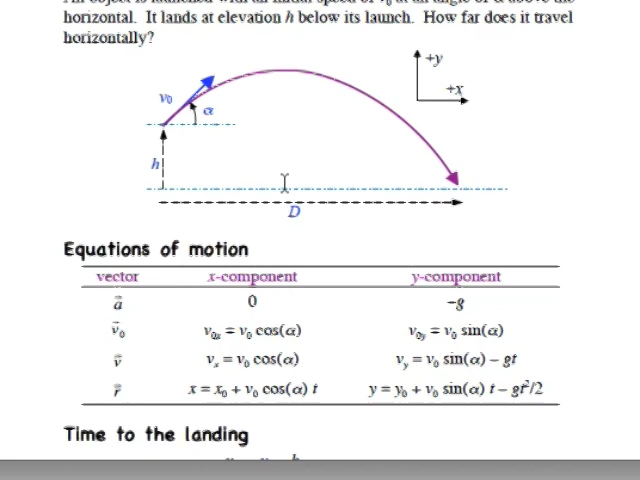 horizontal. It lands at elevation h below its launch. How far does it travel
horizontally?
+y
v₀
+x
α
h
D
Equations of motion
vector x-component y-component
a⃗ 0 −g
v⃗₀ v₀ₓ = v₀ cos(α) v₀ᵧ = v₀ sin(α)
v⃗ vₓ = v₀ cos(α) vᵧ = v₀ sin(α) – gt
r⃗ x = x₀ + v₀ cos(α) t y = y₀ + v₀ sin(α) t – gt²/2
Time to the landing